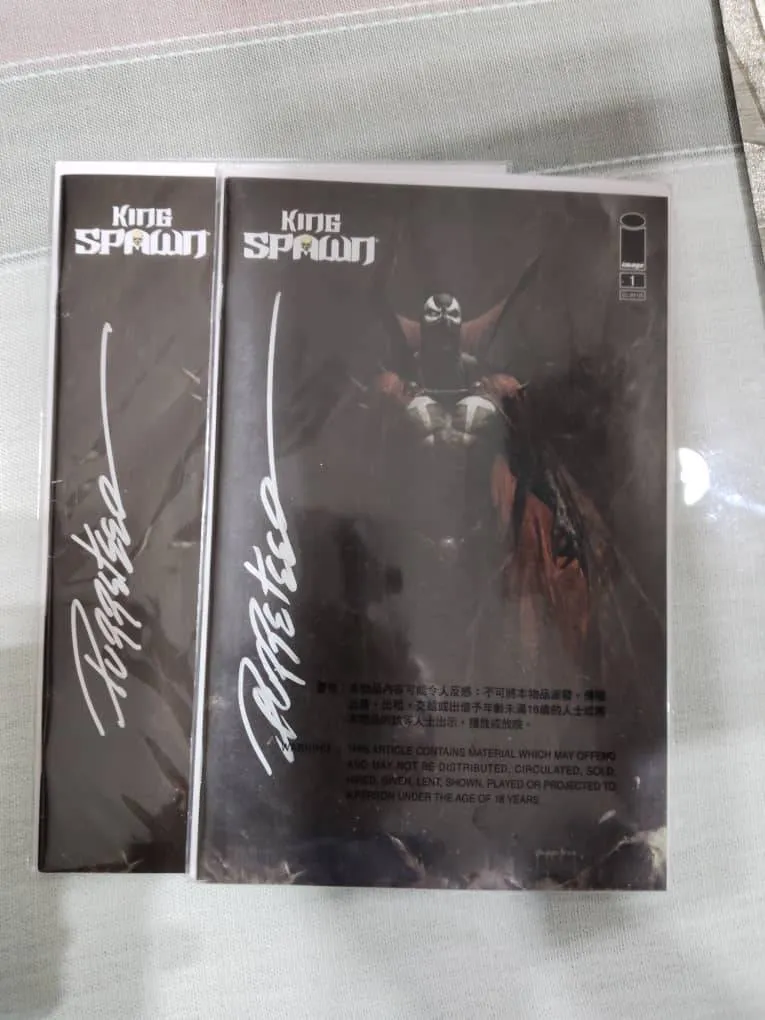 KING
SPAWN
KING
SPAWN
image
1
警告：本物品內容可能令人反感；不可將本物品派發、傳閱、
出售、出租、交給或出借予年齡未滿18歲的人士或將
本物品向該等人士出示、播放或放映。
WARNING: THIS ARTICLE CONTAINS MATERIAL WHICH MAY OFFEND
AND MAY NOT BE DISTRIBUTED, CIRCULATED, SOLD,
HIRED, GIVEN, LENT, SHOWN, PLAYED OR PROJECTED TO
A PERSON UNDER THE AGE OF 18 YEARS.